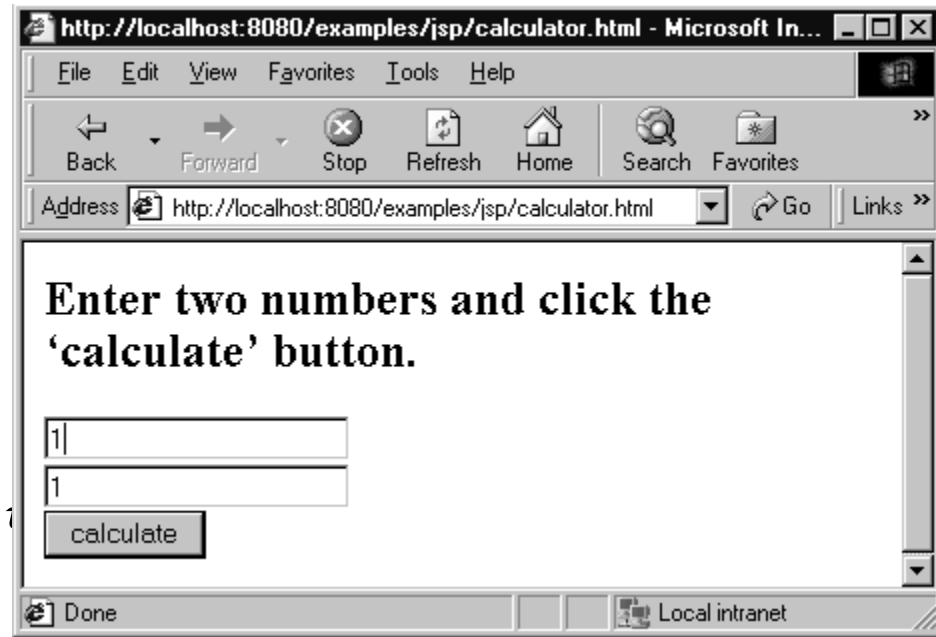 http://localhost:8080/examples/jsp/calculator.html - Microsoft In...
File Edit View Favorites Tools Help
Back Forward Stop Refresh Home Search Favorites »
Address http://localhost:8080/examples/jsp/calculator.html Go Links »
Enter two numbers and click the
‘calculate’ button.
1
1
calculate
Done Local intranet